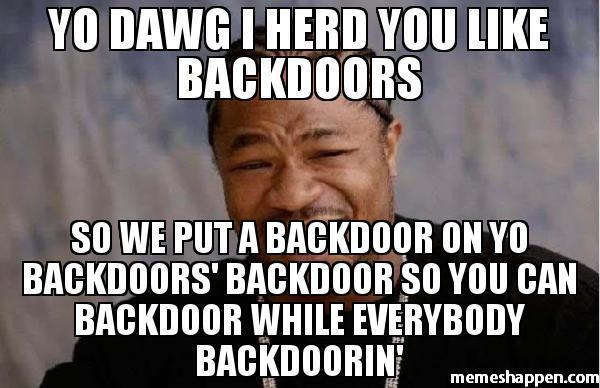 YO DAWG I HERD YOU LIKE
BACKDOORS
SO WE PUT A BACKDOOR ON YO
BACKDOORS' BACKDOOR SO YOU CAN
BACKDOOR WHILE EVERYBODY
BACKDOORIN'
memeshappen.com